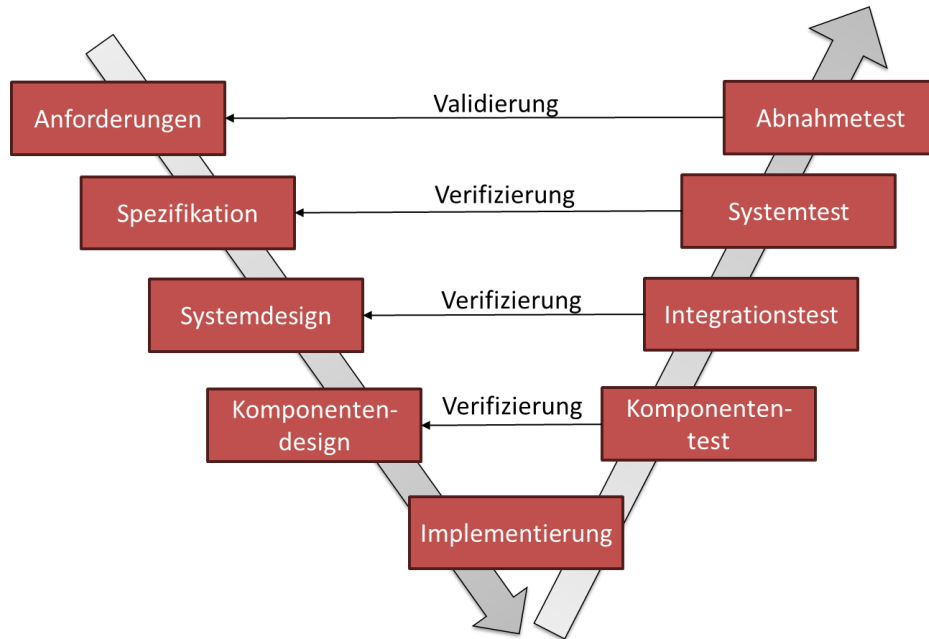 Anforderungen
Validierung
Abnahmetest
Spezifikation
Verifizierung
Systemtest
Systemdesign
Verifizierung
Integrationstest
Komponenten-
design
Verifizierung
Komponenten-
test
Implementierung